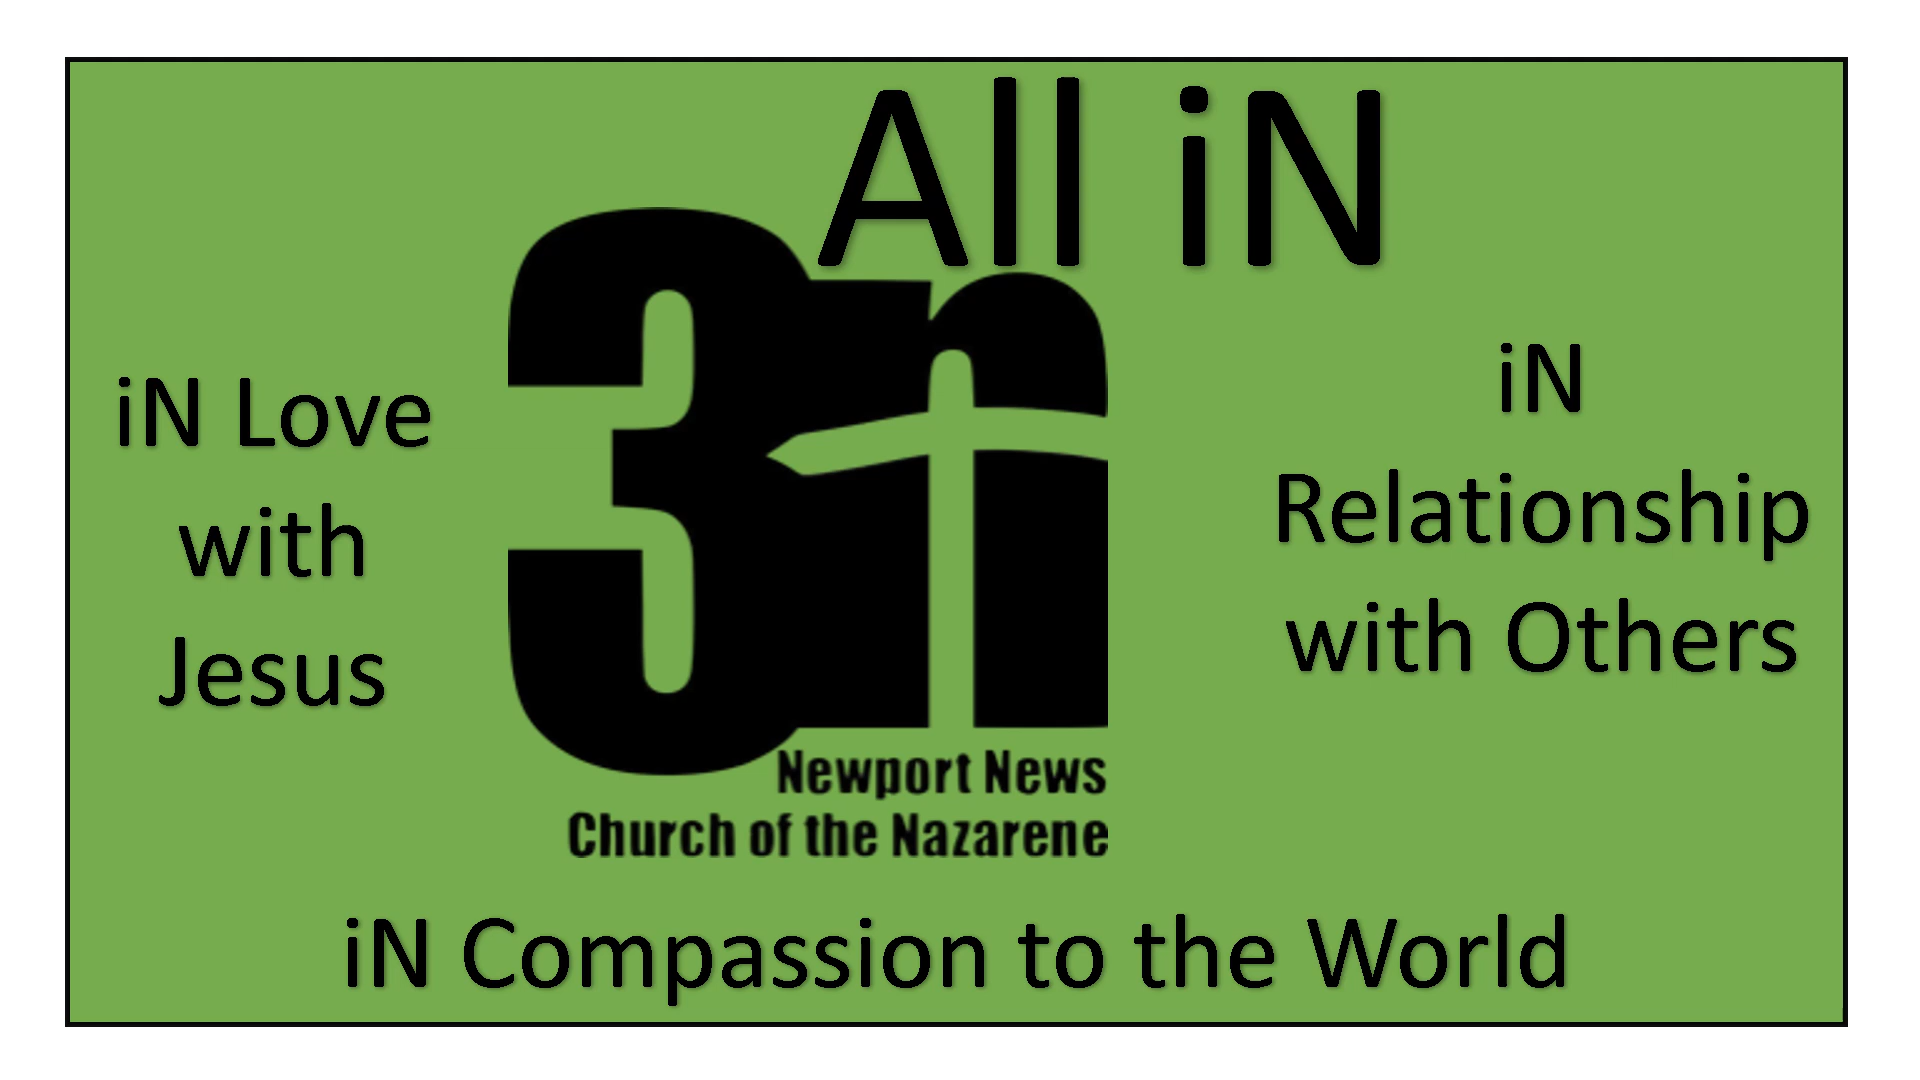 All iN
iN Love
with
Jesus
3n
iN
Relationship
with Others
Newport News
Church of the Nazarene
iN Compassion to the World